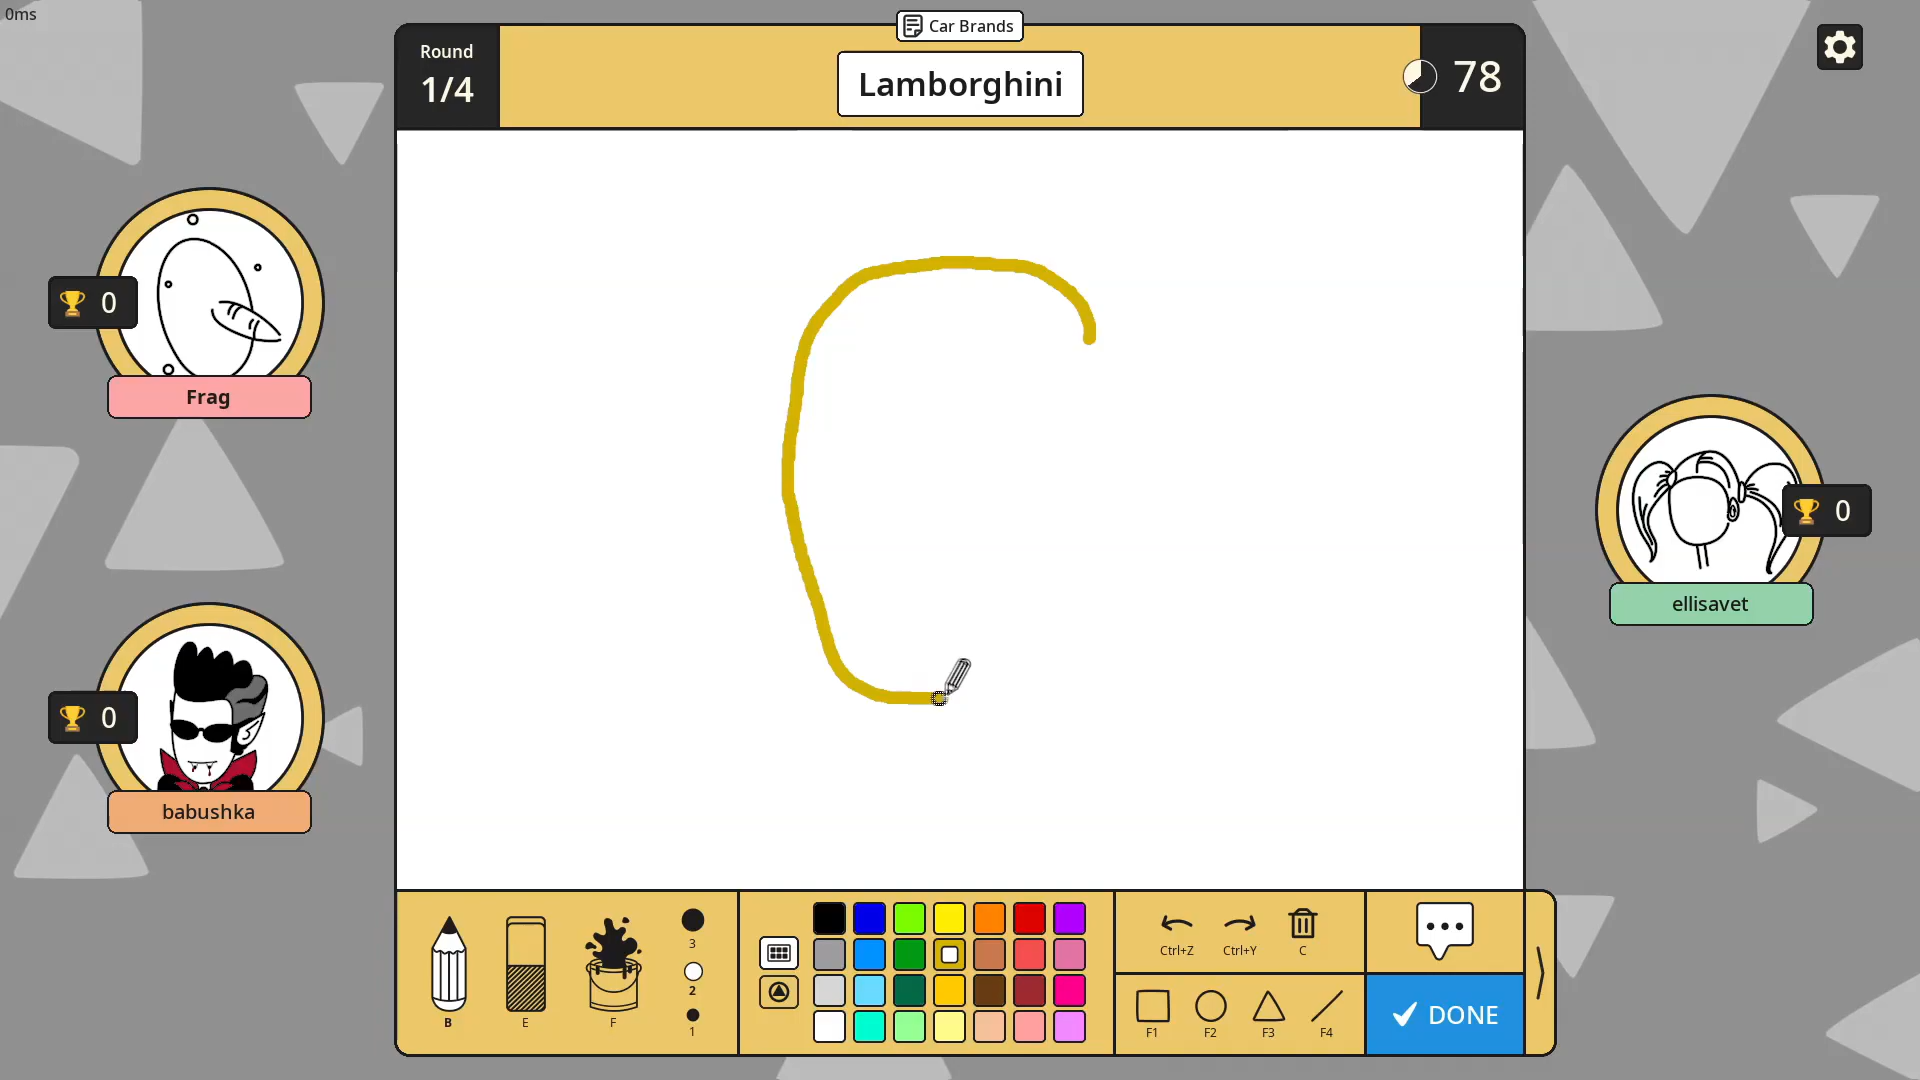 0ms
Car Brands
Round
1/4
Lamborghini
78
0
Frag
0
ellisavet
0
babushka
B
E
F
3
2
1
Ctrl+Z
Ctrl+Y
C
F1
F2
F3
F4
DONE